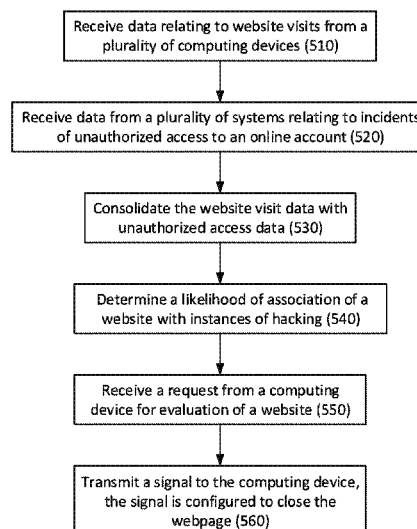 Receive data relating to website visits from a
plurality of computing devices (510)
Receive data from a plurality of systems relating to incidents
of unauthorized access to an online account (520)
Consolidate the website visit data with
unauthorized access data (530)
Determine a likelihood of association of a
website with instances of hacking (540)
Receive a request from a computing
device for evaluation of a website (550)
Transmit a signal to the computing device,
the signal is configured to close the
webpage (560)